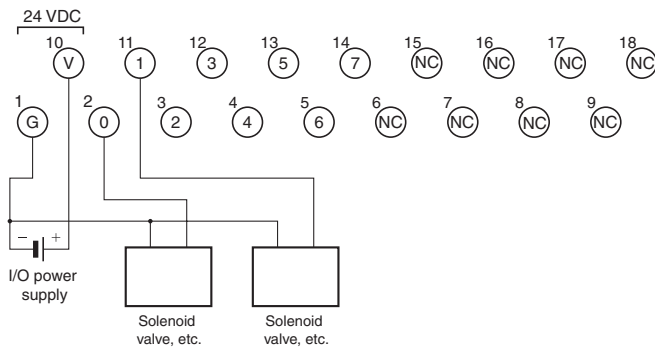 24 VDC
10 11 12 13 14 15 16 17 18
V 1 3 5 7 NC NC NC NC
1 2 3 4 5 6 7 8 9
G 0 2 4 6 NC NC NC NC
− +
I/O power
supply
Solenoid
valve, etc.
Solenoid
valve, etc.